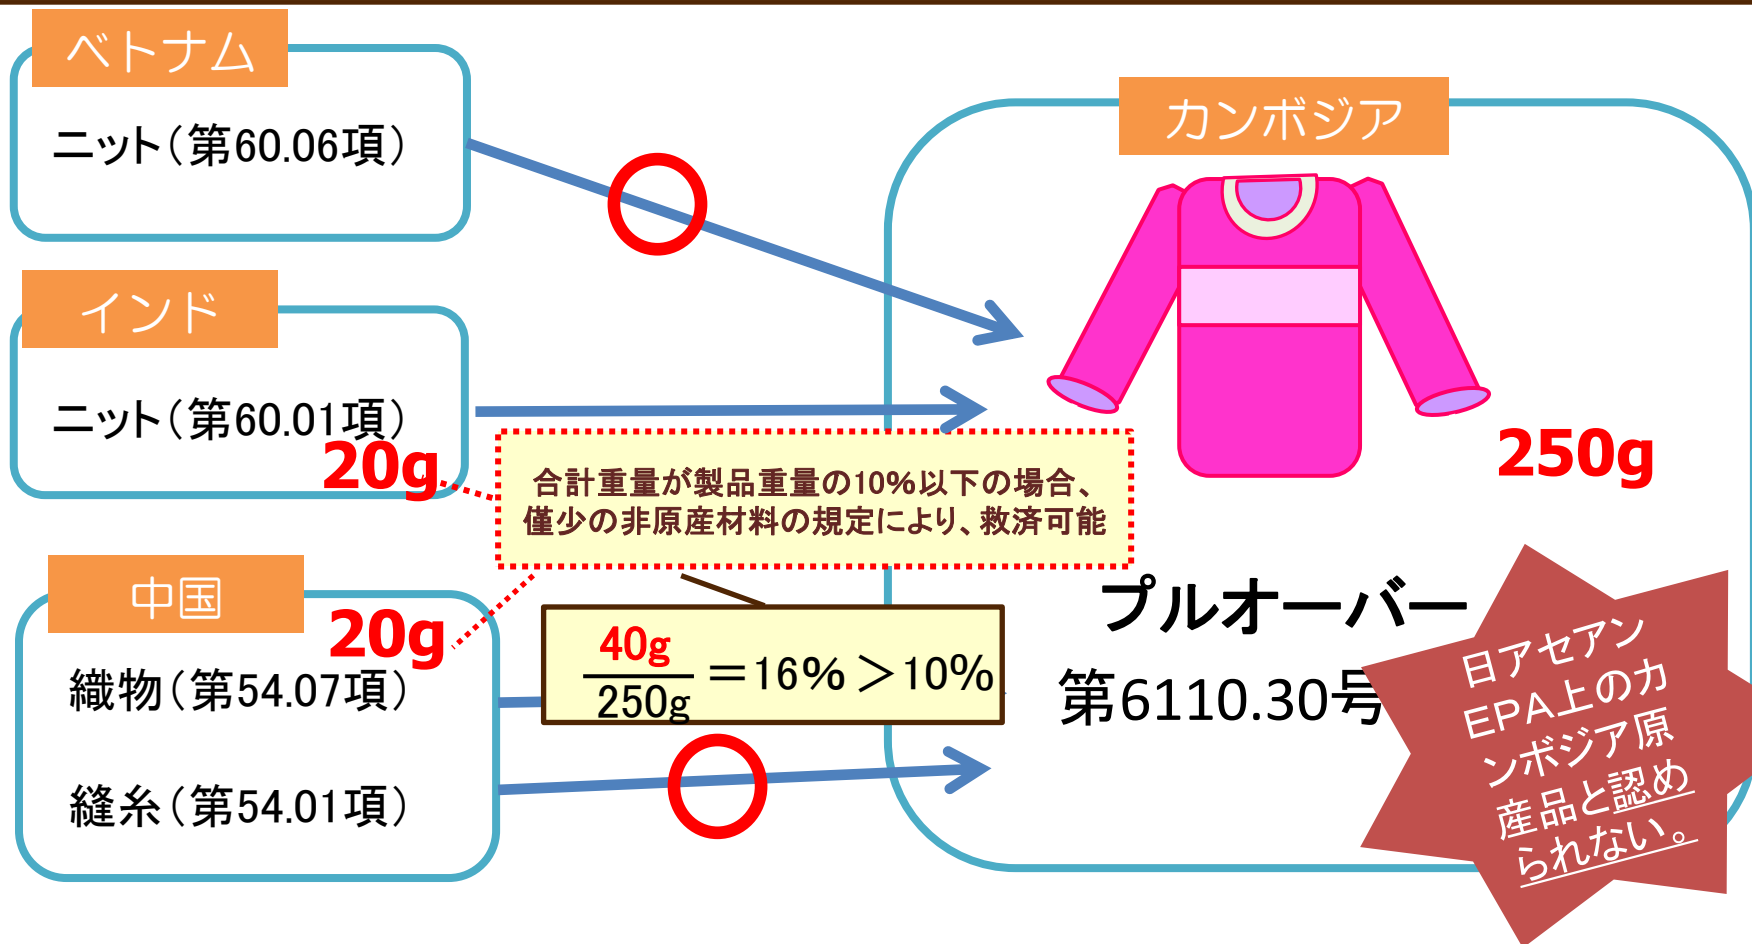 ベトナム
ニット（第60.06項）
インド
ニット（第60.01項）
20g
中国
20g
織物（第54.07項）
縫糸（第54.01項）
合計重量が製品重量の10%以下の場合、
僅少の非原産材料の規定により、救済可能
40g
250g
＝16%＞10%
カンボジア
250g
プルオーバー
第6110.30号
日アセアン
EPA上のカ
ンボジア原
産品と認め
られない。